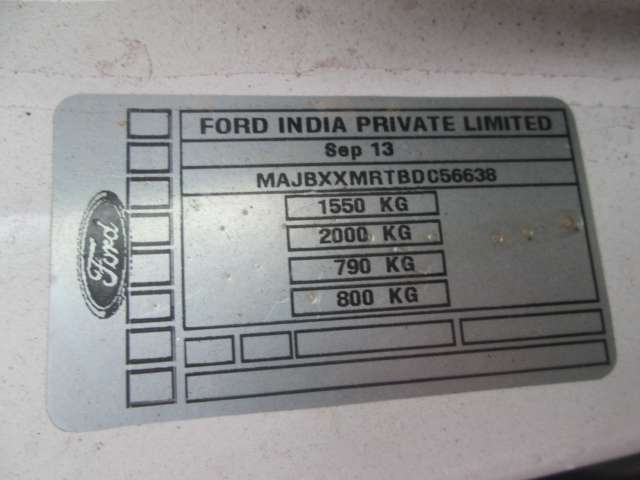 FORD INDIA PRIVATE LIMITED
Sep 13
MAJBXXMRTBDC56638
1550 KG
2000 KG
790 KG
800 KG
Ford